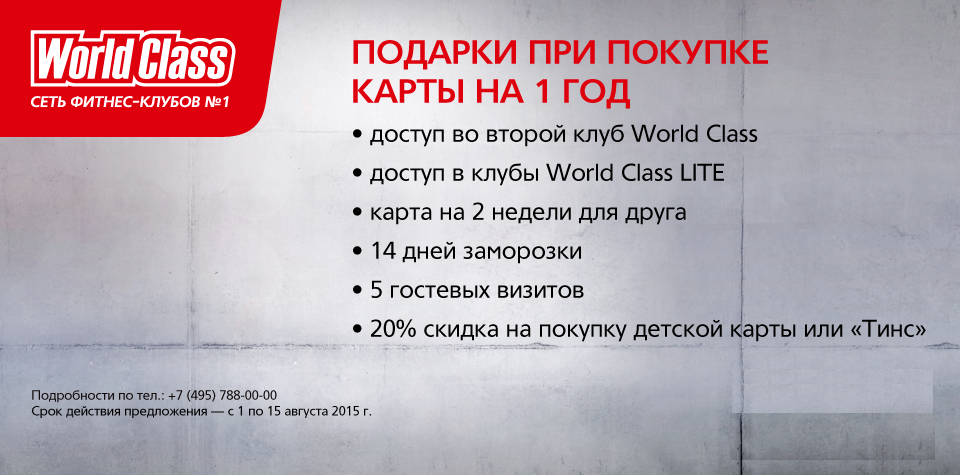 World Class
СЕТЬ ФИТНЕС-КЛУБОВ №1
ПОДАРКИ ПРИ ПОКУПКЕ
КАРТЫ НА 1 ГОД
• доступ во второй клуб World Class
• доступ в клубы World Class LITE
• карта на 2 недели для друга
• 14 дней заморозки
• 5 гостевых визитов
• 20% скидка на покупку детской карты или «Тинс»
Подробности по тел.: +7 (495) 788-00-00
Срок действия предложения — с 1 по 15 августа 2015 г.